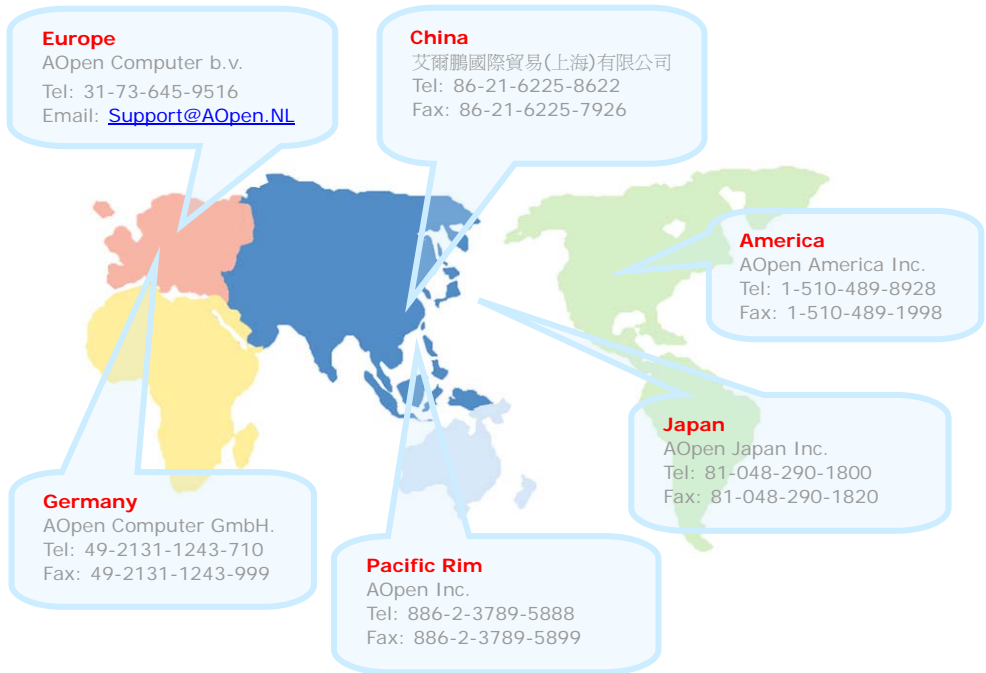 Europe
AOpen Computer b.v.
Tel: 31-73-645-9516
Email: Support@AOpen.NL
China
艾爾鵬國際貿易(上海)有限公司
Tel: 86-21-6225-8622
Fax: 86-21-6225-7926
America
AOpen America Inc.
Tel: 1-510-489-8928
Fax: 1-510-489-1998
Japan
AOpen Japan Inc.
Tel: 81-048-290-1800
Fax: 81-048-290-1820
Germany
AOpen Computer GmbH.
Tel: 49-2131-1243-710
Fax: 49-2131-1243-999
Pacific Rim
AOpen Inc.
Tel: 886-2-3789-5888
Fax: 886-2-3789-5899